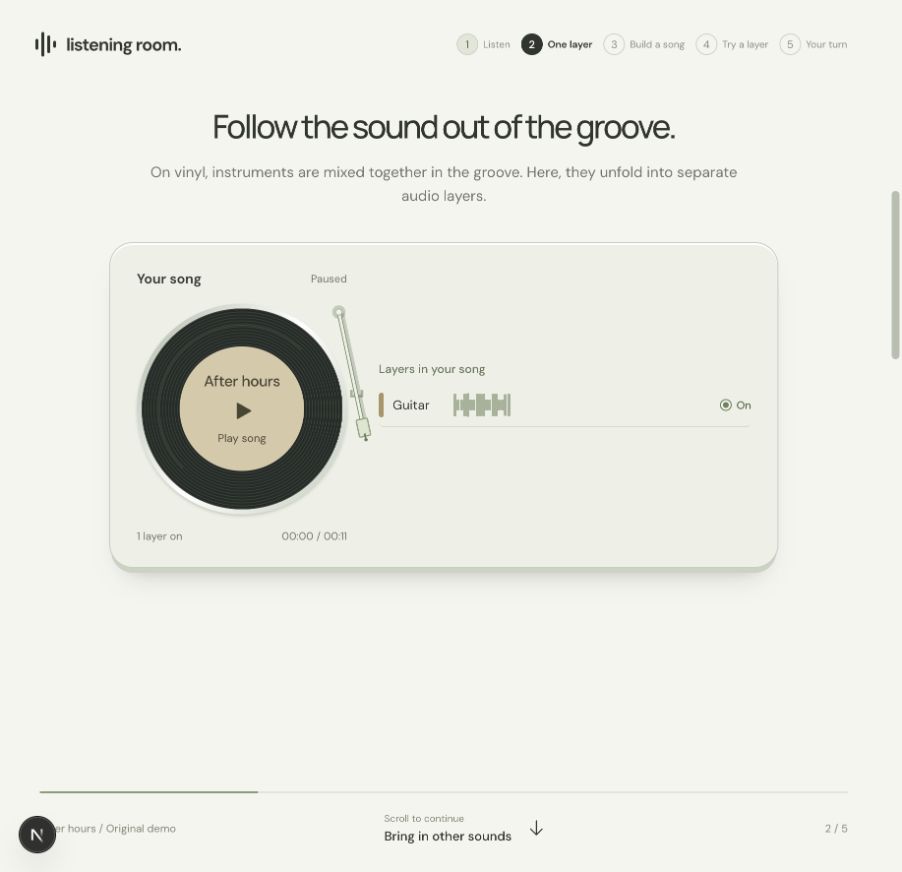 listening room.
1 Listen 2 One layer 3 Build a song 4 Try a layer 5 Your turn
Follow the sound out of the groove.
On vinyl, instruments are mixed together in the groove. Here, they unfold into separate
audio layers.
Your song Paused
After hours
Play song
Layers in your song
Guitar On
1 layer on 00:00 / 00:11
Scroll to continue
N er hours / Original demo
Bring in other sounds
2 / 5